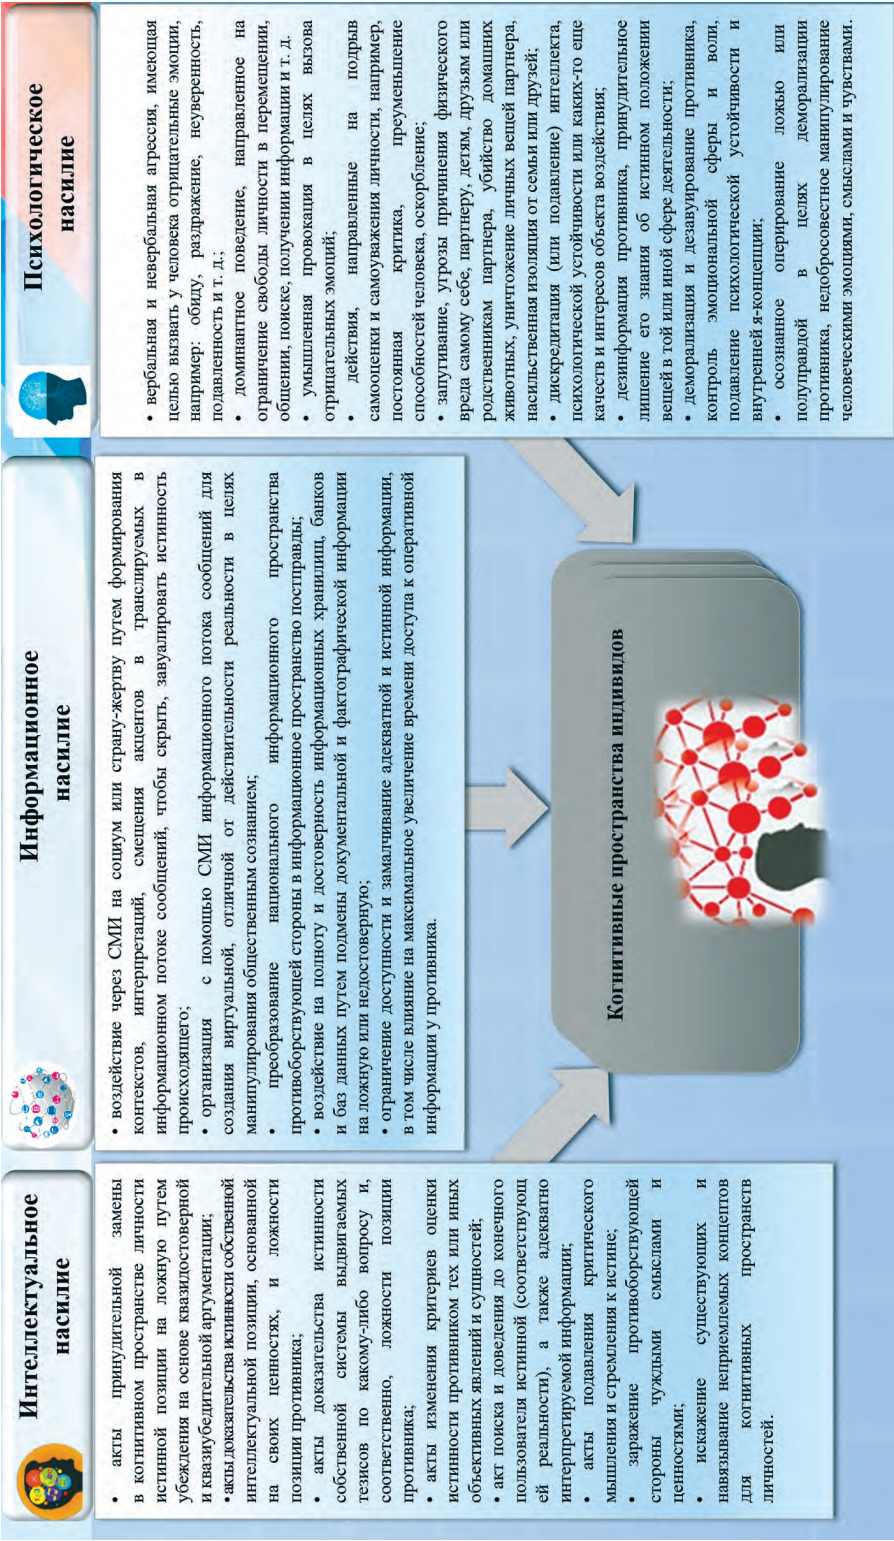 Интеллектуальное
насилие
• акты принудительной замены
в когнитивном пространстве личности
истинной позиции на ложную путем
убеждения на основе квазидостоверной
и квазиубедительной аргументации;
• акты доказательства истинности собственной
интеллектуальной позиции, основанной
на своих ценностях, и ложности
позиции противника;
• акты доказательства истинности
собственной системы выдвигаемых
тезисов по какому-либо вопросу и,
соответственно, ложности позиции
противника;
• акты изменения критериев оценки
истинности противником тех или иных
объективных явлений и сущностей;
• акт поиска и доведения до конечного
пользователя истинной (соответствующ
ей реальности), а также адекватно
интерпретируемой информации;
• акты подавления критического
мышления и стремления к истине;
• заражение противоборствующей
стороны чуждыми смыслами и
ценностями;
• искажение существующих и
навязывание неприемлемых концептов
для когнитивных пространств
личностей.
Информационное
насилие
• воздействие через СМИ на социум или страну-жертву путем формирования
контекстов, интерпретаций, смещения акцентов в транслируемых в
информационном потоке сообщений, чтобы скрыть, завуалировать истинность
происходящего;
• организация с помощью СМИ информационного потока сообщений для
создания виртуальной, отличной от действительности реальности в целях
манипулирования общественным сознанием;
• преобразование национального информационного пространства
противоборствующей стороны в информационное пространство постправды;
• воздействие на полноту и достоверность информационных хранилищ, банков
и баз данных путем подмены документальной и фактографической информации
на ложную или недостоверную;
• ограничение доступности и замалчивание адекватной и истинной информации,
в том числе влияние на максимальное увеличение времени доступа к оперативной
информации у противника.
Психологическое
насилие
• вербальная и невербальная агрессия, имеющая
целью вызвать у человека отрицательные эмоции,
например: обиду, раздражение, неуверенность,
подавленность и т. д.;
• доминантное поведение, направленное на
ограничение свободы личности в перемещении,
общении, поиске, получении информации и т. д.
• умышленная провокация в целях вызова
отрицательных эмоций;
• действия, направленные на подрыв
самооценки и самоуважения личности, например,
постоянная критика, преуменьшение
способностей человека, оскорбление;
• запугивание, угрозы причинения физического
вреда самому себе, партнеру, детям, друзьям или
родственникам партнера, убийство домашних
животных, уничтожение личных вещей партнера,
насильственная изоляция от семьи или друзей;
• дискредитация (или подавление) интеллекта,
психологической устойчивости или каких-то еще
качеств и интересов объекта воздействия;
• дезинформация противника, принудительное
лишение его знания об истинном положении
вещей в той или иной сфере деятельности;
• деморализация и дезавуирование противника,
контроль эмоциональной сферы и воли,
подавление психологической устойчивости и
внутренней я-концепции;
• осознанное оперирование ложью или
полуправдой в целях деморализации
противника, недобросовестное манипулирование
человеческими эмоциями, смыслами и чувствами.
Когнитивные пространства индивидов